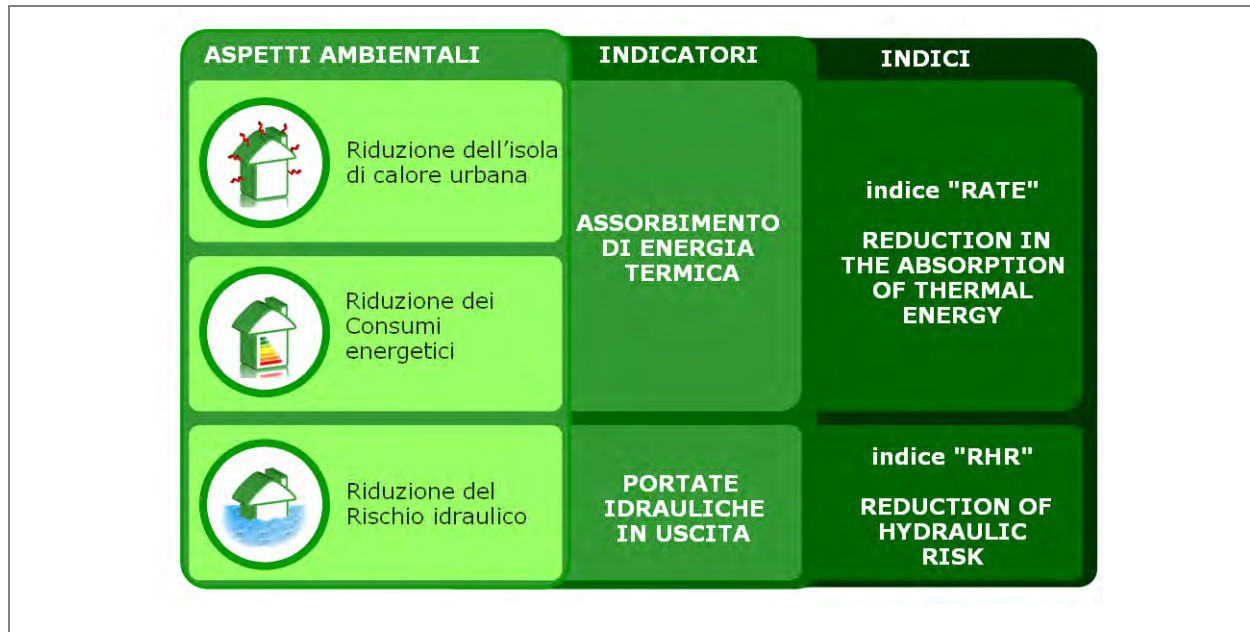 ASPETTI AMBIENTALI
INDICATORI
INDICI
Riduzione dell'isola
di calore urbana
Riduzione dei
Consumi
energetici
ASSORBIMENTO
DI ENERGIA
TERMICA
indice "RATE"
REDUCTION IN
THE ABSORPTION
OF THERMAL
ENERGY
Riduzione del
Rischio idraulico
PORTATE
IDRAULICHE
IN USCITA
indice "RHR"
REDUCTION OF
HYDRAULIC
RISK